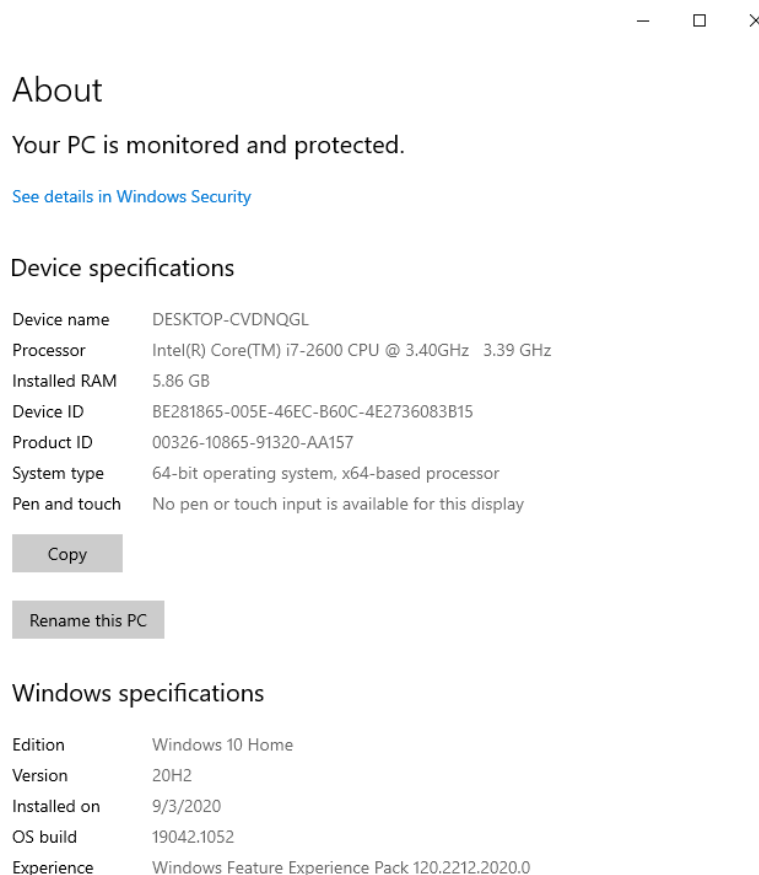 About
Your PC is monitored and protected.
See details in Windows Security
Device specifications
Device name DESKTOP-CVDNQGL
Processor Intel(R) Core(TM) i7-2600 CPU @ 3.40GHz 3.39 GHz
Installed RAM 5.86 GB
Device ID BE281865-005E-46EC-B60C-4E2736083B15
Product ID 00326-10865-91320-AA157
System type 64-bit operating system, x64-based processor
Pen and touch No pen or touch input is available for this display
Copy
Rename this PC
Windows specifications
Edition Windows 10 Home
Version 20H2
Installed on 9/3/2020
OS build 19042.1052
Experience Windows Feature Experience Pack 120.2212.2020.0